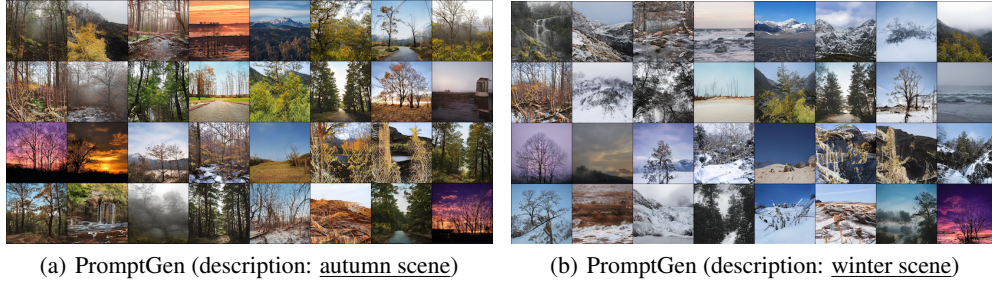 (a) PromptGen (description: autumn scene)
(b) PromptGen (description: winter scene)